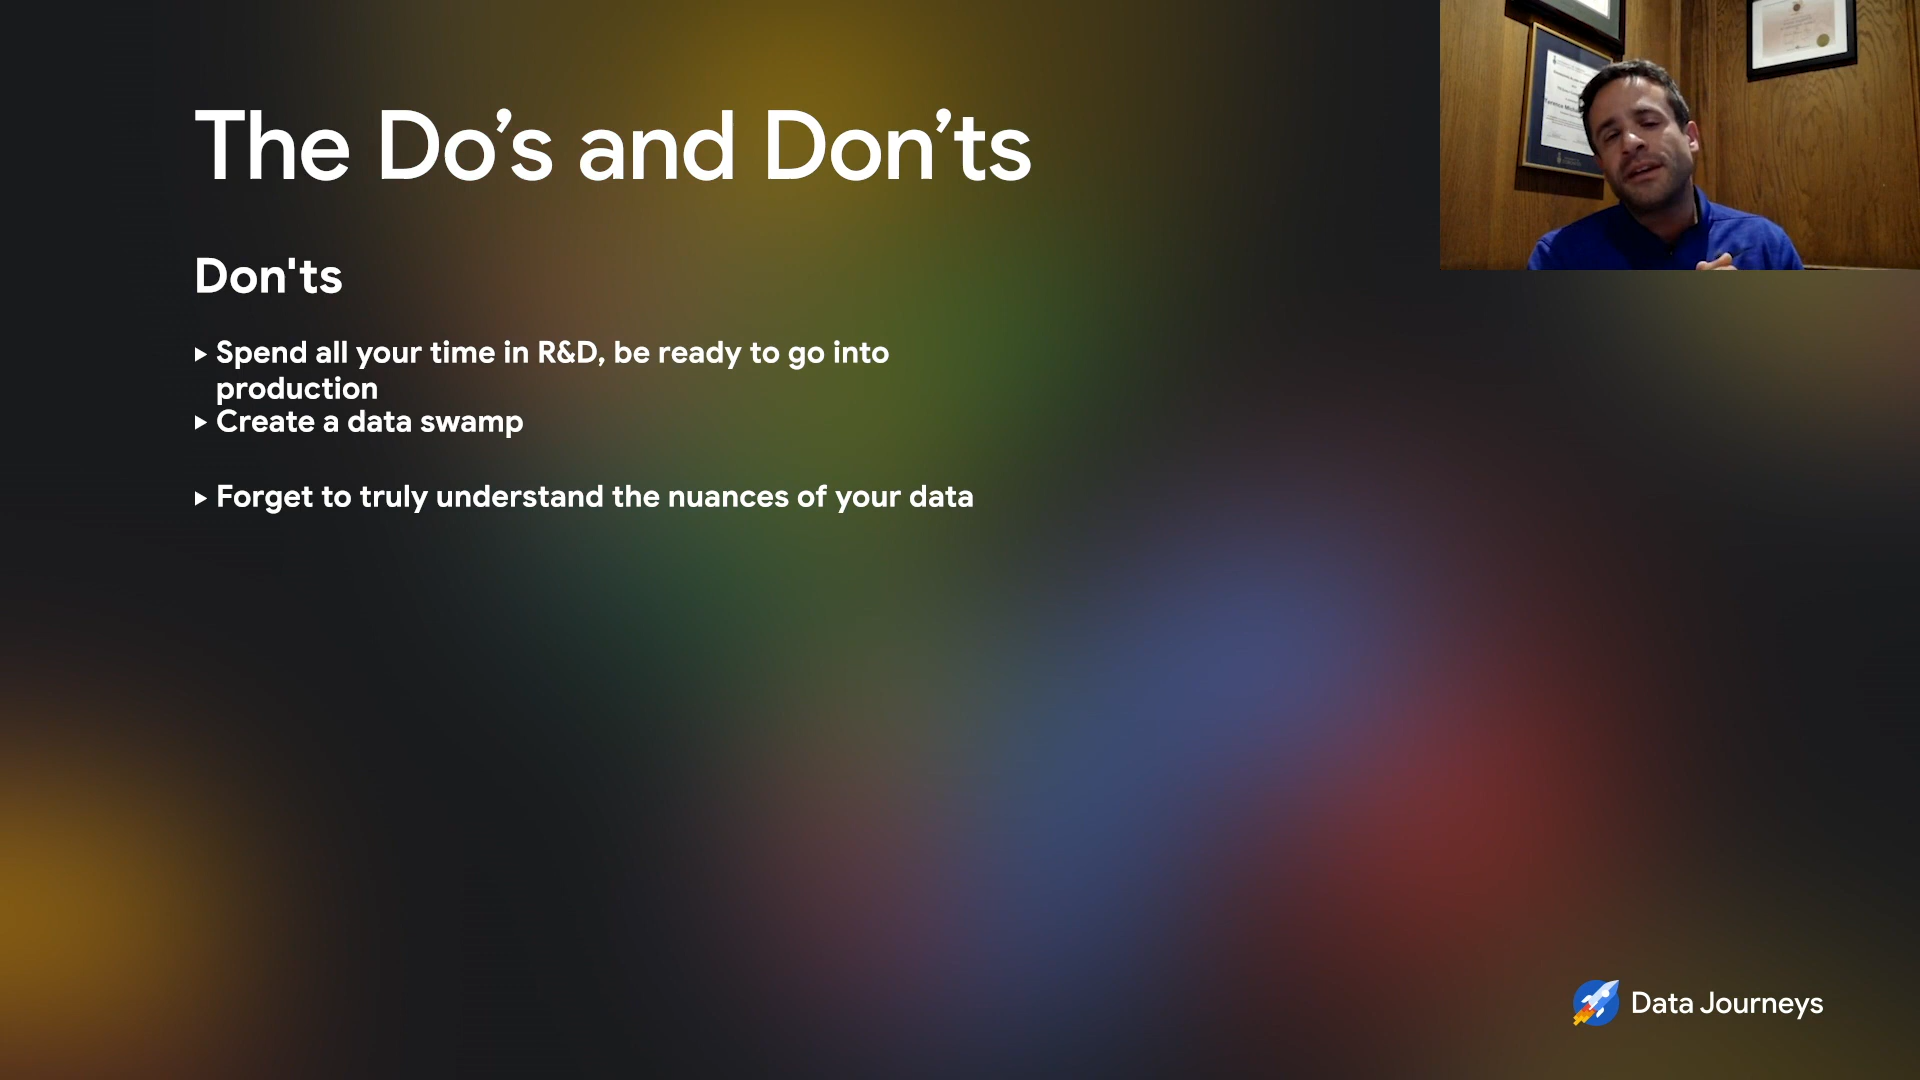 The Do’s and Don’ts
Don'ts
▸ Spend all your time in R&D, be ready to go into
production
▸ Create a data swamp
▸ Forget to truly understand the nuances of your data
Data Journeys